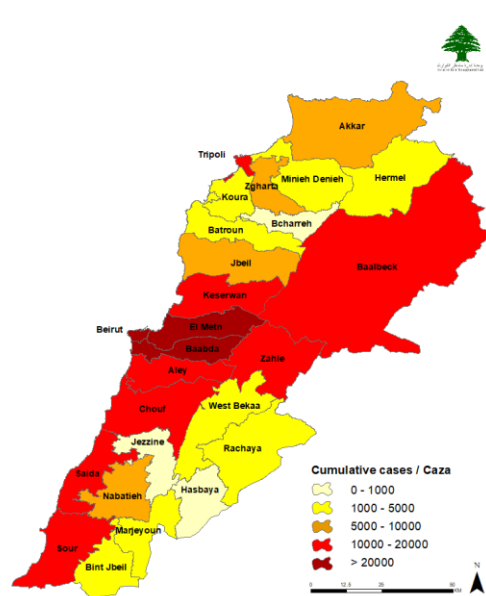 Akkar
Tripoli
Zgharta
Minieh Denieh
Hermel
Koura
Bcharreh
Batroun
Jbeil
Baalbeck
Keserwan
Beirut
El Metn
Baabda
Zahle
Aley
Chouf
West Bekaa
Jezzine
Rachaya
Saida
Hasbaya
Nabatieh
Marjeyoun
Sour
Bint Jbeil
Cumulative cases / Caza
0 - 1000
1000 - 5000
5000 - 10000
10000 - 20000
> 20000
N
0 12.5 25 50
KM